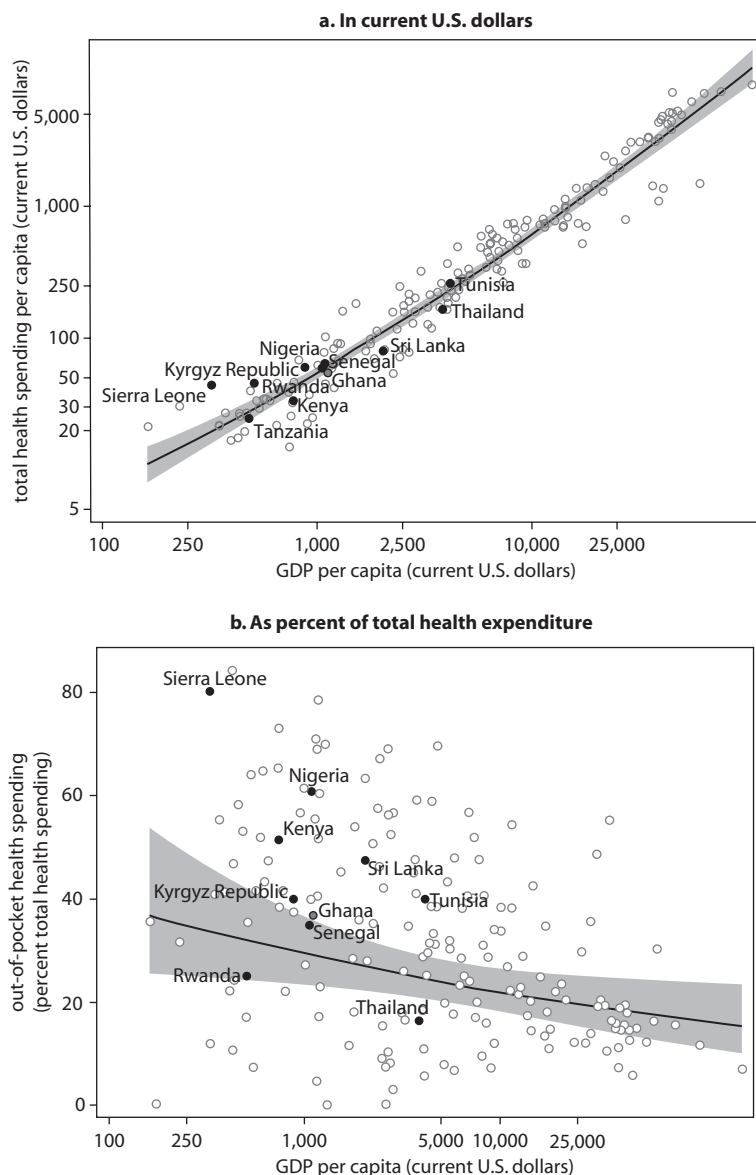 a. In current U.S. dollars
total health spending per capita (current U.S. dollars)
5,000
1,000
250
100
50
30
20
5
Tunisia
Thailand
Nigeria
Sri Lanka
Kyrgyz Republic
Senegal
Sierra Leone
Rwanda
Ghana
Kenya
Tanzania
100 250 1,000 2,500 10,000 25,000
GDP per capita (current U.S. dollars)
b. As percent of total health expenditure
out-of-pocket health spending
(percent total health spending)
80
60
40
20
0
Sierra Leone
Nigeria
Kenya
Sri Lanka
Kyrgyz Republic
Tunisia
Ghana
Senegal
Rwanda
Thailand
100 250 1,000 5,000 10,000 25,000
GDP per capita (current U.S. dollars)